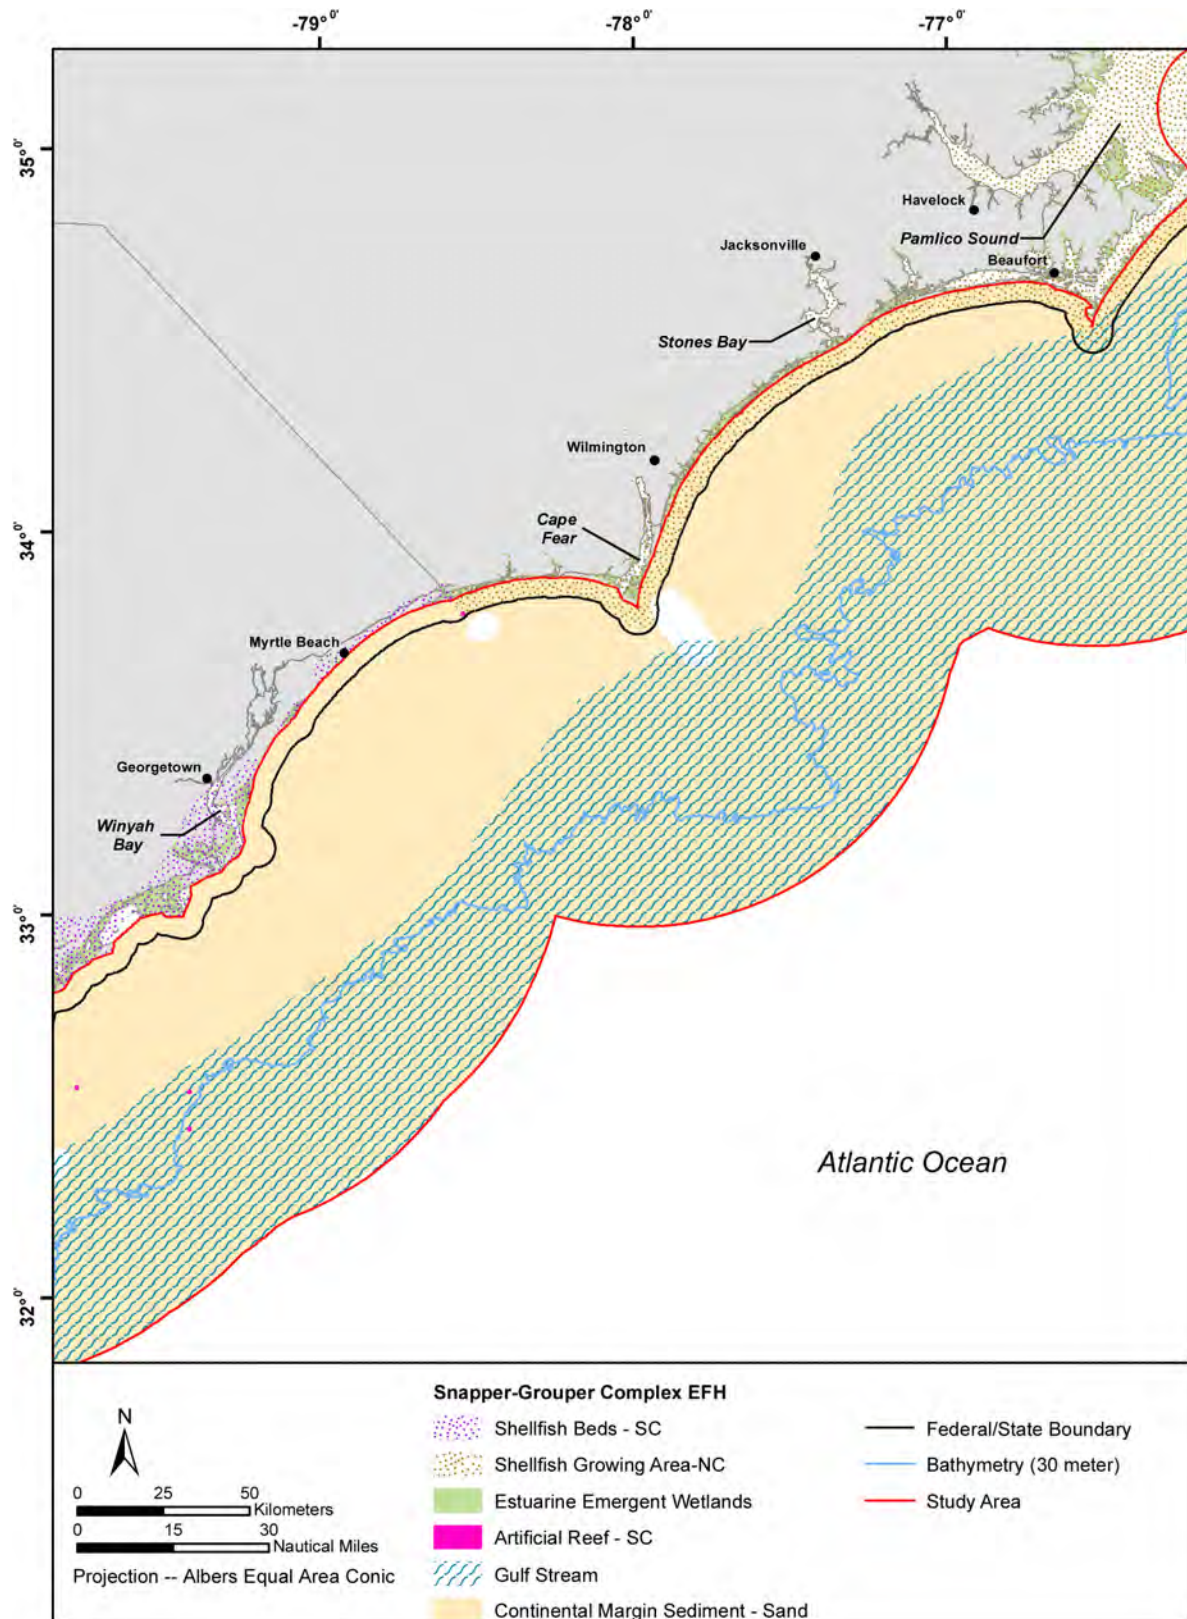 -79°0'
-78°0'
-77°0'
35°0'
Havelock
Jacksonville
Pamlico Sound
Beaufort
Stones Bay
Wilmington
34°0'
Cape
Fear
Myrtle Beach
Georgetown
Winyah
Bay
33°0'
Atlantic Ocean
32°0'
Snapper-Grouper Complex EFH
N
Shellfish Beds - SC
Federal/State Boundary
Shellfish Growing Area-NC
Bathymetry (30 meter)
0 25 50
Kilometers
Estuarine Emergent Wetlands
Study Area
0 15 30
Nautical Miles
Artificial Reef - SC
Projection -- Albers Equal Area Conic
Gulf Stream
Continental Margin Sediment - Sand